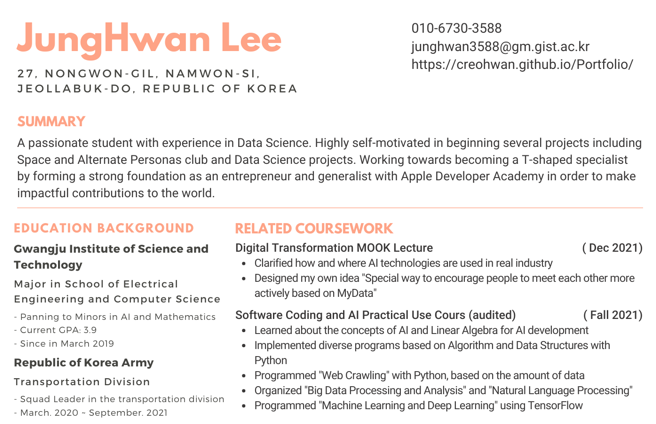 JungHwan Lee
27, NONGWON-GIL, NAMWON-SI,
JEOLLABUK-DO, REPUBLIC OF KOREA
010-6730-3588
junghwan3588@gm.gist.ac.kr
https://creohwan.github.io/Portfolio/
SUMMARY
A passionate student with experience in Data Science. Highly self-motivated in beginning several projects including
Space and Alternate Personas club and Data Science projects. Working towards becoming a T-shaped specialist
by forming a strong foundation as an entrepreneur and generalist with Apple Developer Academy in order to make
impactful contributions to the world.
EDUCATION BACKGROUND
Gwangju Institute of Science and
Technology
Major in School of Electrical
Engineering and Computer Science
- Panning to Minors in AI and Mathematics
- Current GPA: 3.9
- Since in March 2019
Republic of Korea Army
Transportation Division
- Squad Leader in the transportation division
- March. 2020 ~ September. 2021
RELATED COURSEWORK
Digital Transformation MOOK Lecture ( Dec 2021)
• Clarified how and where AI technologies are used in real industry
• Designed my own idea "Special way to encourage people to meet each other more
actively based on MyData"
Software Coding and AI Practical Use Cours (audited) ( Fall 2021)
• Learned about the concepts of AI and Linear Algebra for AI development
• Implemented diverse programs based on Algorithm and Data Structures with
Python
• Programmed "Web Crawling" with Python, based on the amount of data
• Organized "Big Data Processing and Analysis" and "Natural Language Processing"
• Programmed "Machine Learning and Deep Learning" using TensorFlow